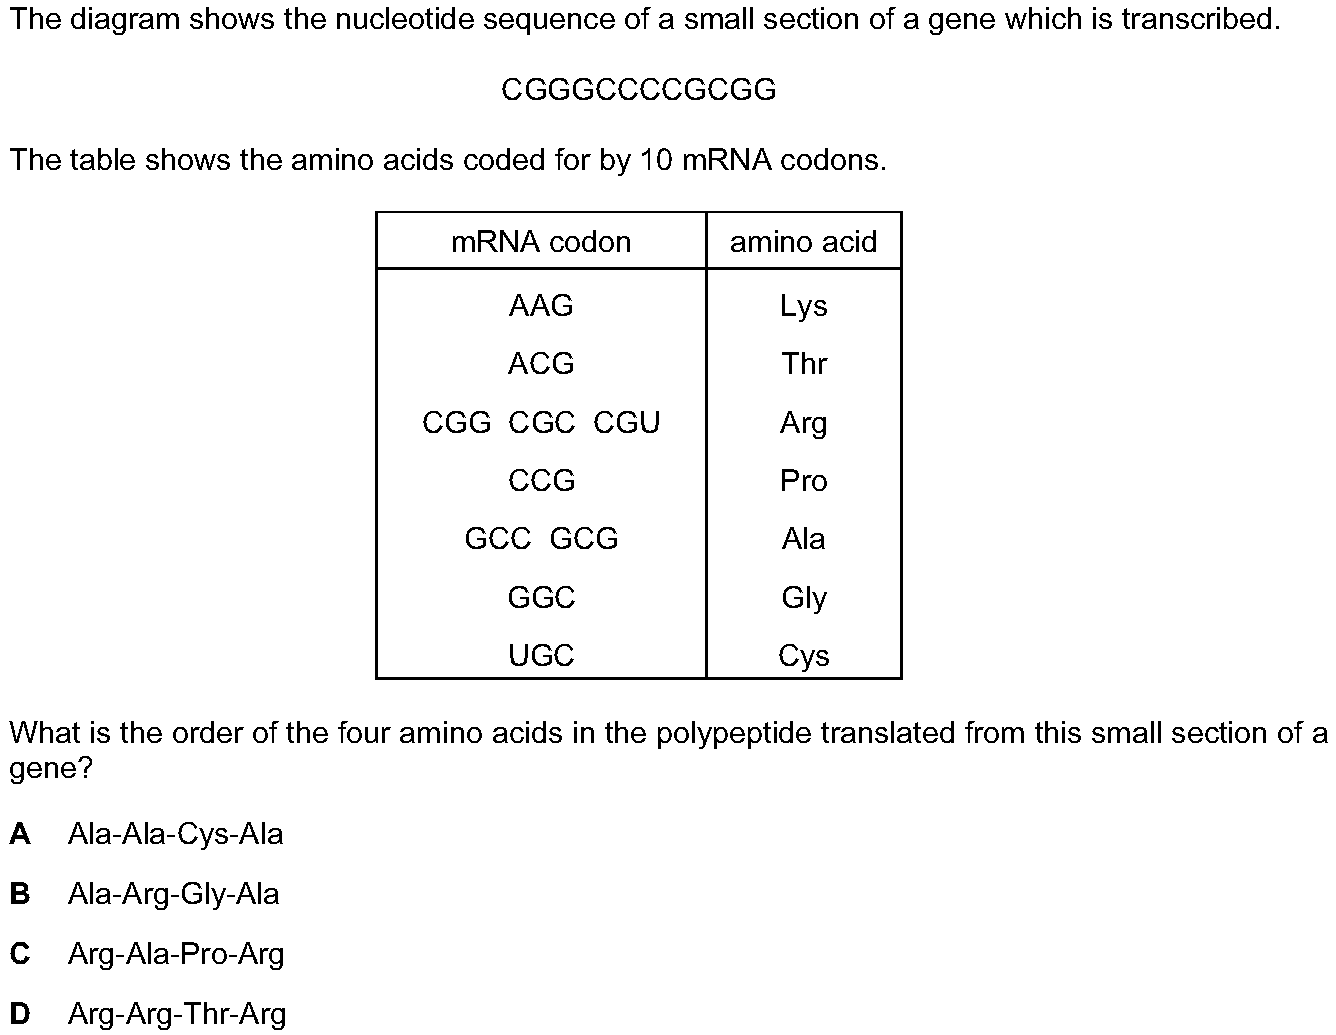 The diagram shows the nucleotide sequence of a small section of a gene which is transcribed.
CGGGCCCCGCGG
The table shows the amino acids coded for by 10 mRNA codons.
mRNA codon amino acid
AAG Lys
ACG Thr
CGG CGC CGU Arg
CCG Pro
GCC GCG Ala
GGC Gly
UGC Cys
What is the order of the four amino acids in the polypeptide translated from this small section of a
gene?
A Ala-Ala-Cys-Ala
B Ala-Arg-Gly-Ala
C Arg-Ala-Pro-Arg
D Arg-Arg-Thr-Arg